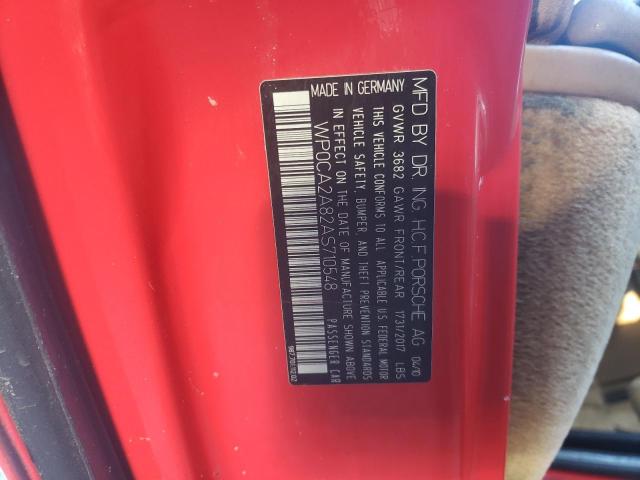 MFD BY DR. ING. H.C.F. PORSCHE AG 04/10
GVWR 3682 GAWR FRONT/REAR 1731/2017 LBS
THIS VEHICLE CONFORMS TO ALL APPLICABLE U.S. FEDERAL MOTOR
VEHICLE SAFETY, BUMPER, AND THEFT PREVENTION STANDARDS
IN EFFECT ON THE DATE OF MANUFACTURE SHOWN ABOVE
MADE IN GERMANY
WP0CA2A82AS710548
PASSENGER CAR